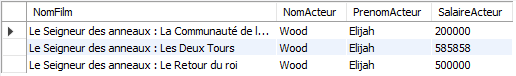 NomFilm NomActeur PrenomActeur SalaireActeur
Le Seigneur des anneaux : La Communauté de l... Wood Elijah 200000
Le Seigneur des anneaux : Les Deux Tours Wood Elijah 585858
Le Seigneur des anneaux : Le Retour du roi Wood Elijah 500000